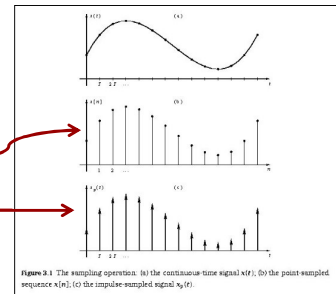 x(t) (a)
T 2T ... t
x[n] (b)
1 2 ... n
xₚ(t) (c)
T 2T ... t
Figure 3.1 The sampling operation: (a) the continuous-time signal x(t); (b) the point-sampled
sequence x[n]; (c) the impulse-sampled signal xₚ(t).